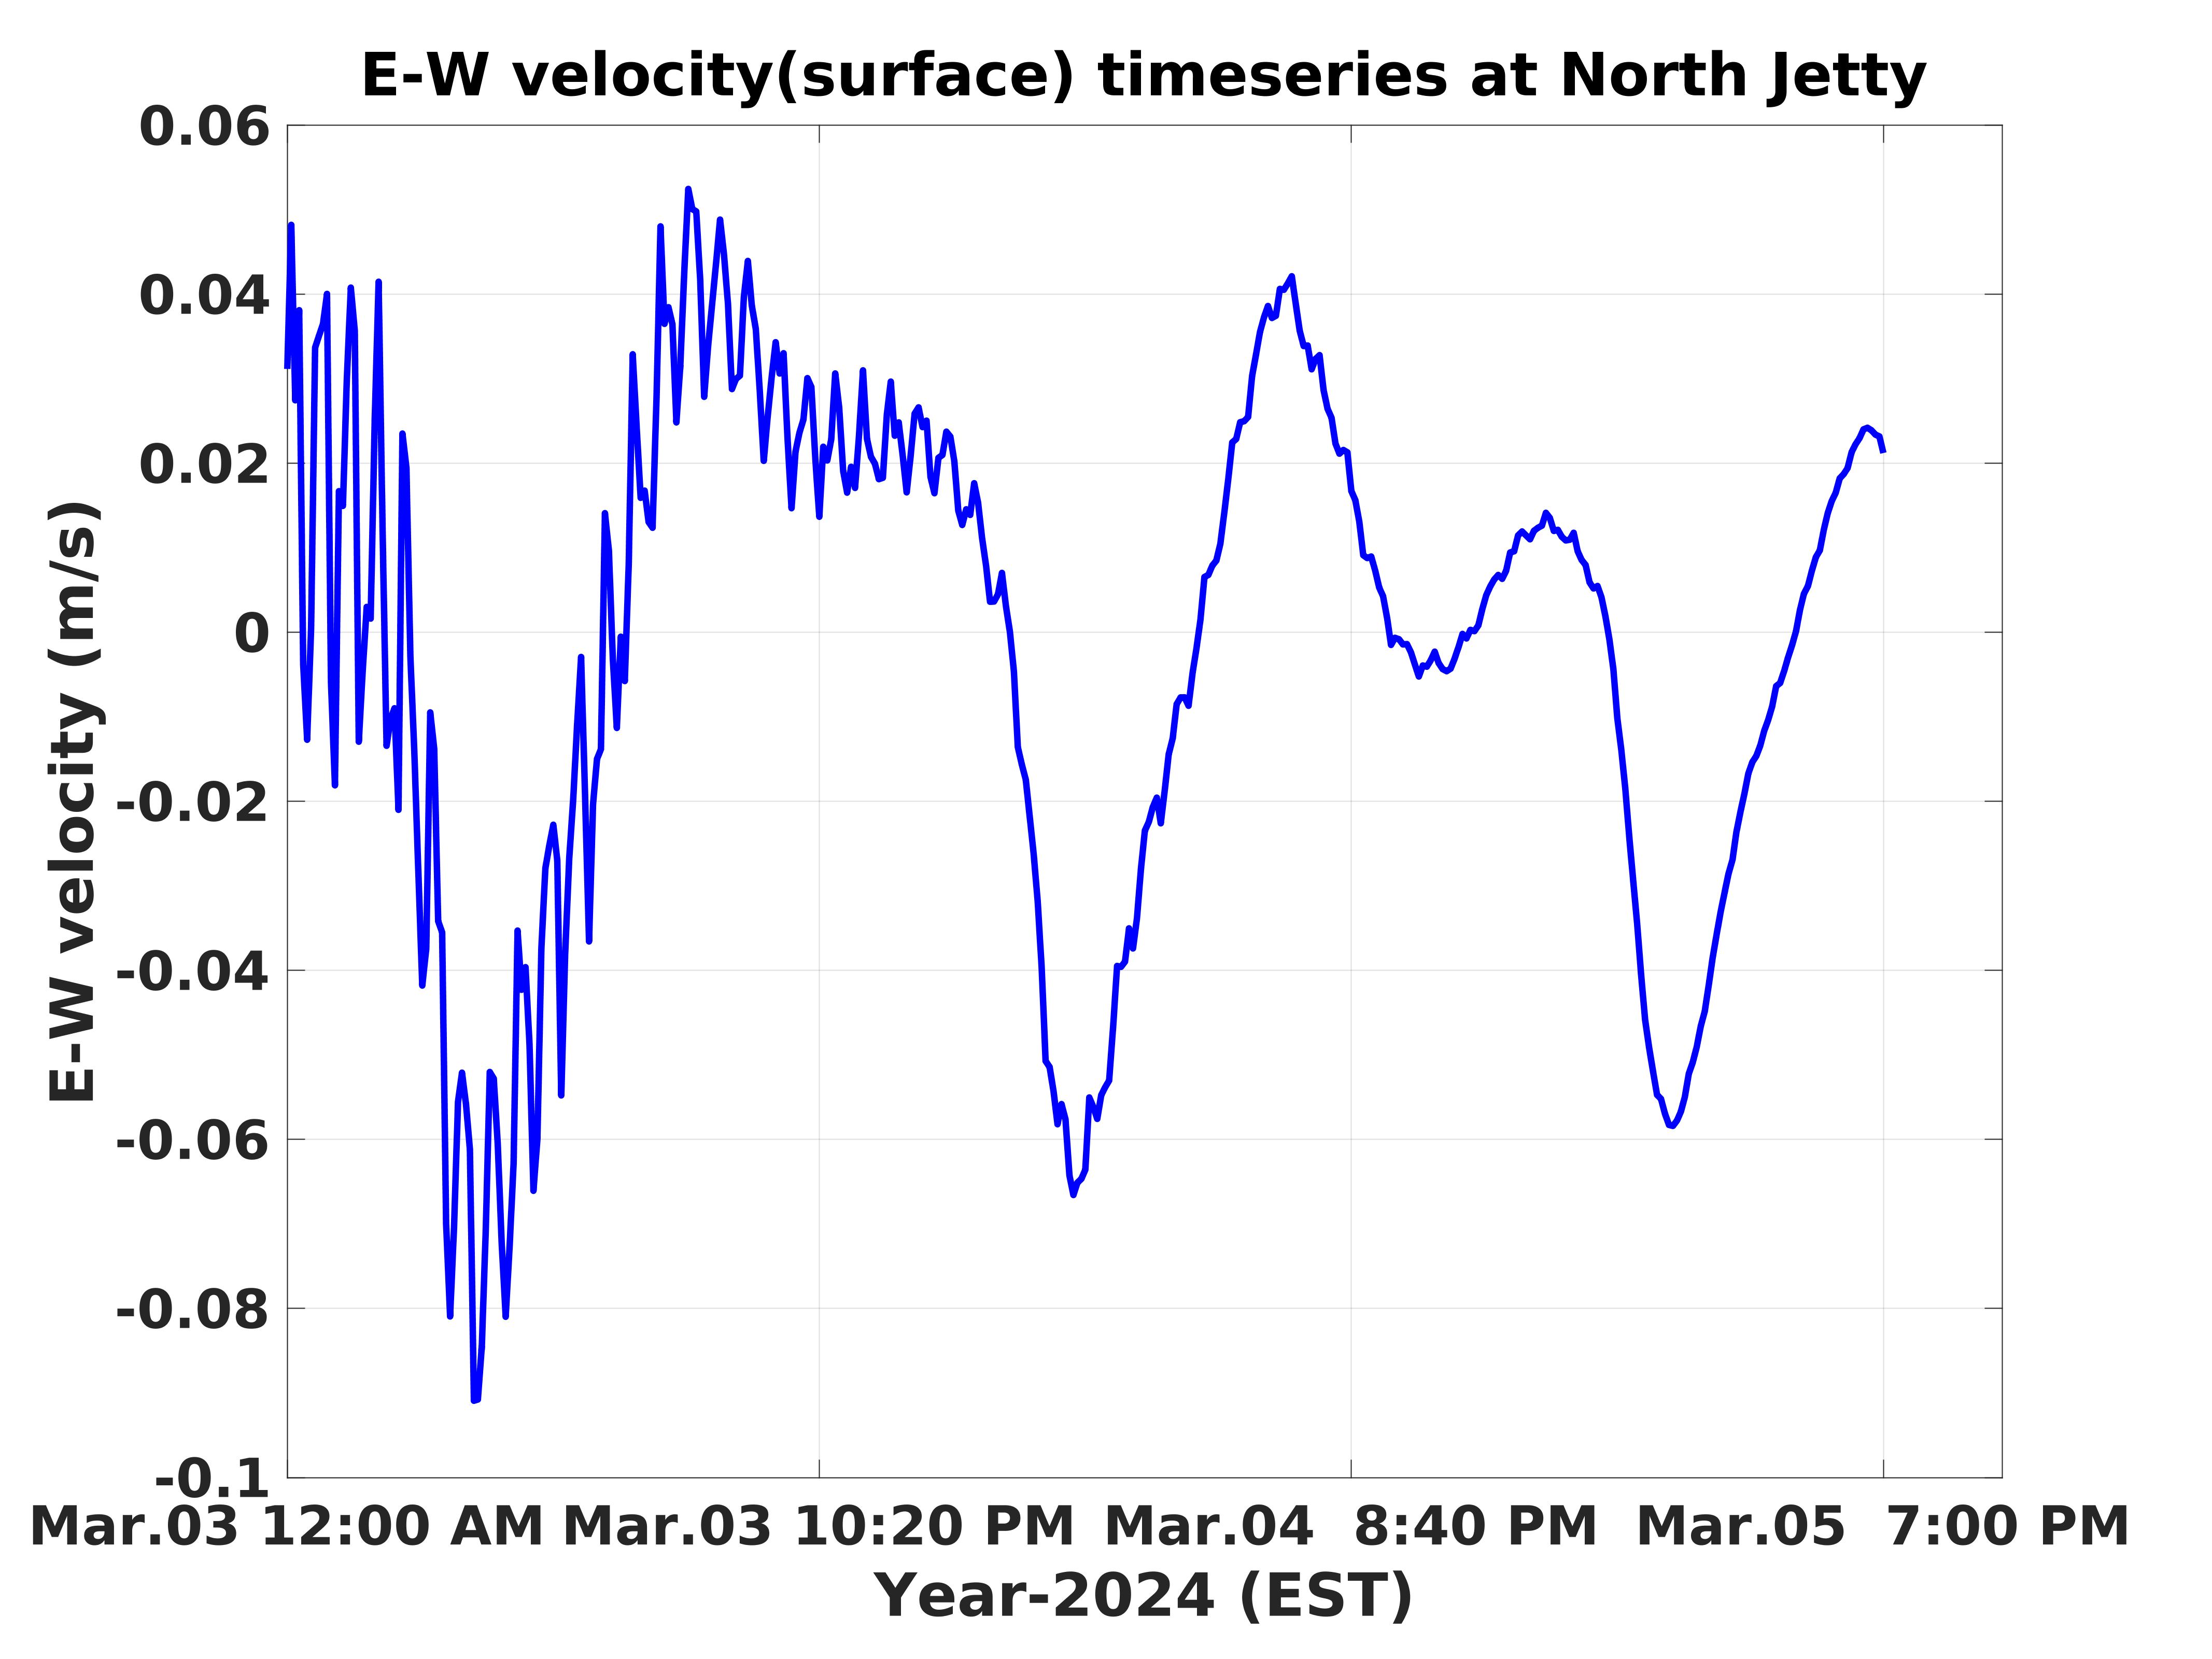 E-W velocity(surface) timeseries at North Jetty
E-W velocity (m/s)
0.06
0.04
0.02
0
-0.02
-0.04
-0.06
-0.08
-0.1
Mar.03 12:00 AM Mar.03 10:20 PM Mar.04 8:40 PM Mar.05 7:00 PM
Year-2024 (EST)